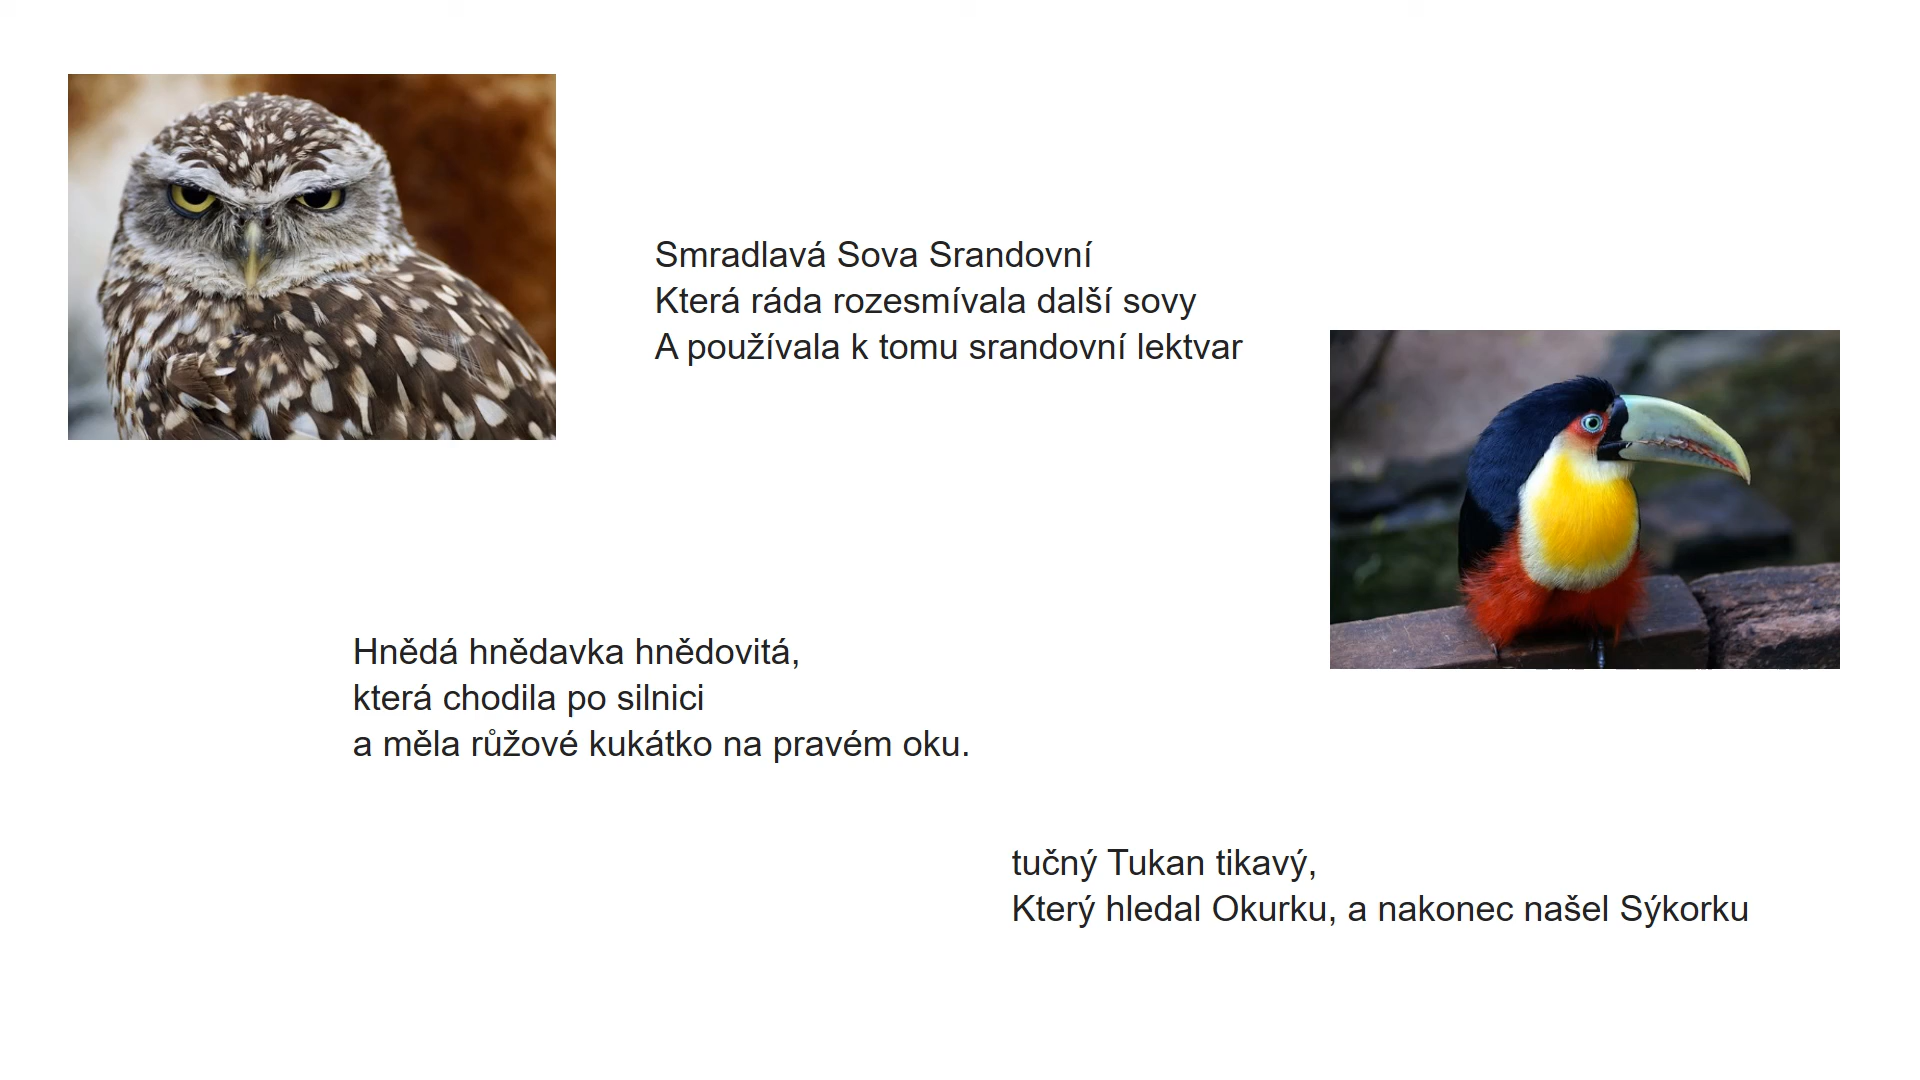 Smradlavá Sova Srandovní
Která ráda rozesmívala další sovy
A používala k tomu srandovní lektvar
Hnědá hnědavka hnědovitá,
která chodila po silnici
a měla růžové kukátko na pravém oku.
tučný Tukan tikavý,
Který hledal Okurku, a nakonec našel Sýkorku